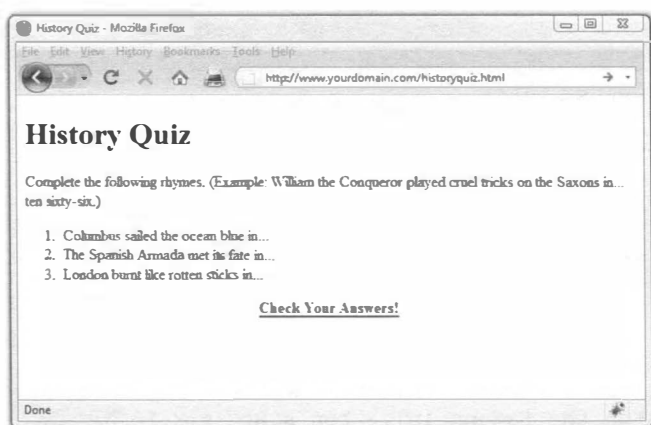 History Quiz - Mozilla Firefox
File Edit View History Bookmarks Tools Help
http://www.yourdomain.com/historyquiz.html
History Quiz
Complete the following rhymes. (Example: William the Conqueror played cruel tricks on the Saxons in...
ten sixty-six.)
1. Columbus sailed the ocean blue in...
2. The Spanish Armada met its fate in...
3. London burnt like rotten sticks in...
Check Your Answers!
Done